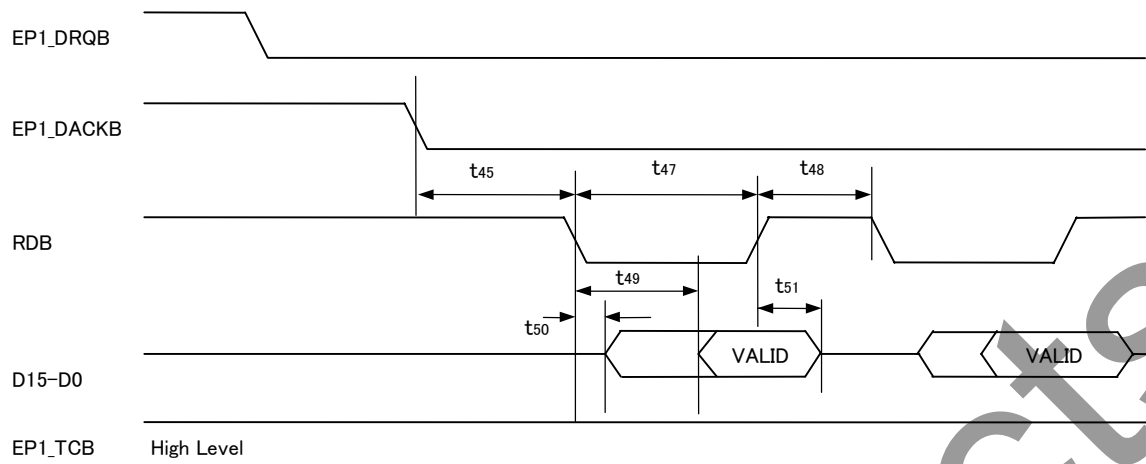 EP1_DRQB
EP1_DACKB
t45 t47 t48
RDB
t49
t51
t50
VALID VALID
D15-D0
EP1_TCB High Level